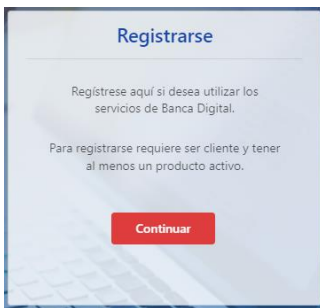 Registrarse
Regístrese aquí si desea utilizar los
servicios de Banca Digital.
Para registrarse requiere ser cliente y tener
al menos un producto activo.
Continuar